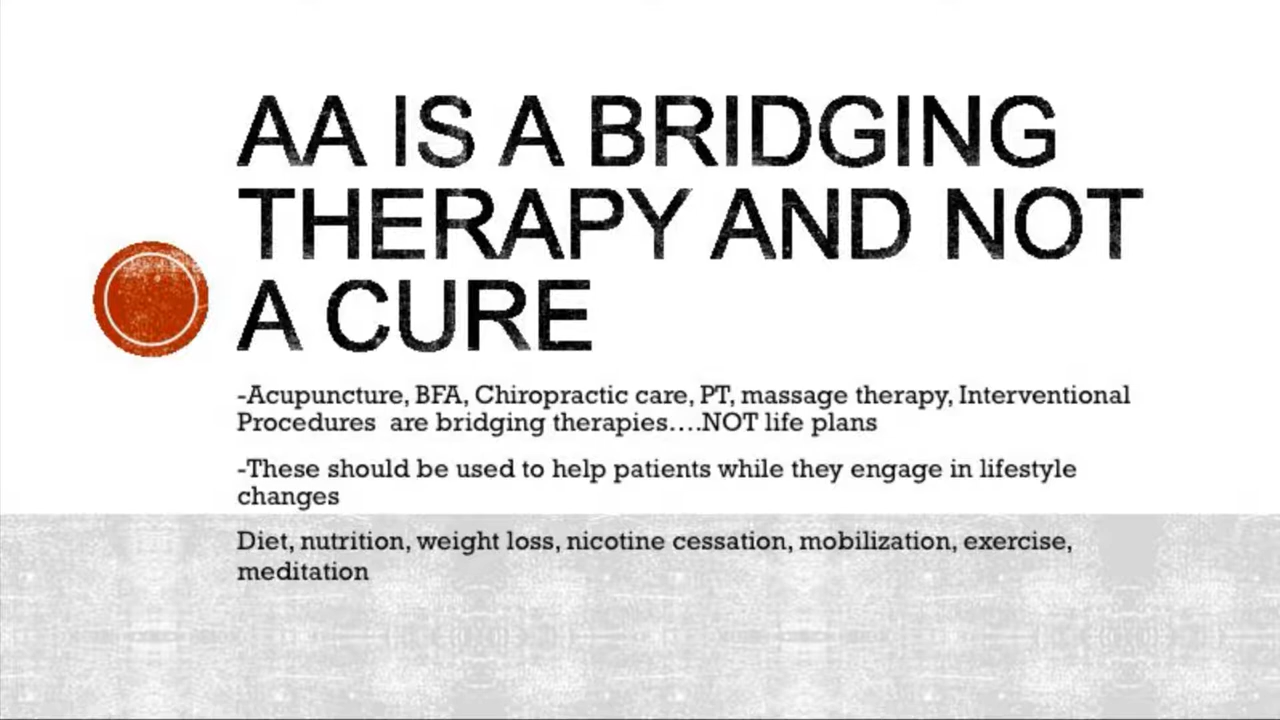 AA IS A BRIDGING
THERAPY AND NOT
A CURE
-Acupuncture, BFA, Chiropractic care, PT, massage therapy, Interventional
Procedures  are bridging therapies….NOT life plans
-These should be used to help patients while they engage in lifestyle
changes
Diet, nutrition, weight loss, nicotine cessation, mobilization, exercise,
meditation